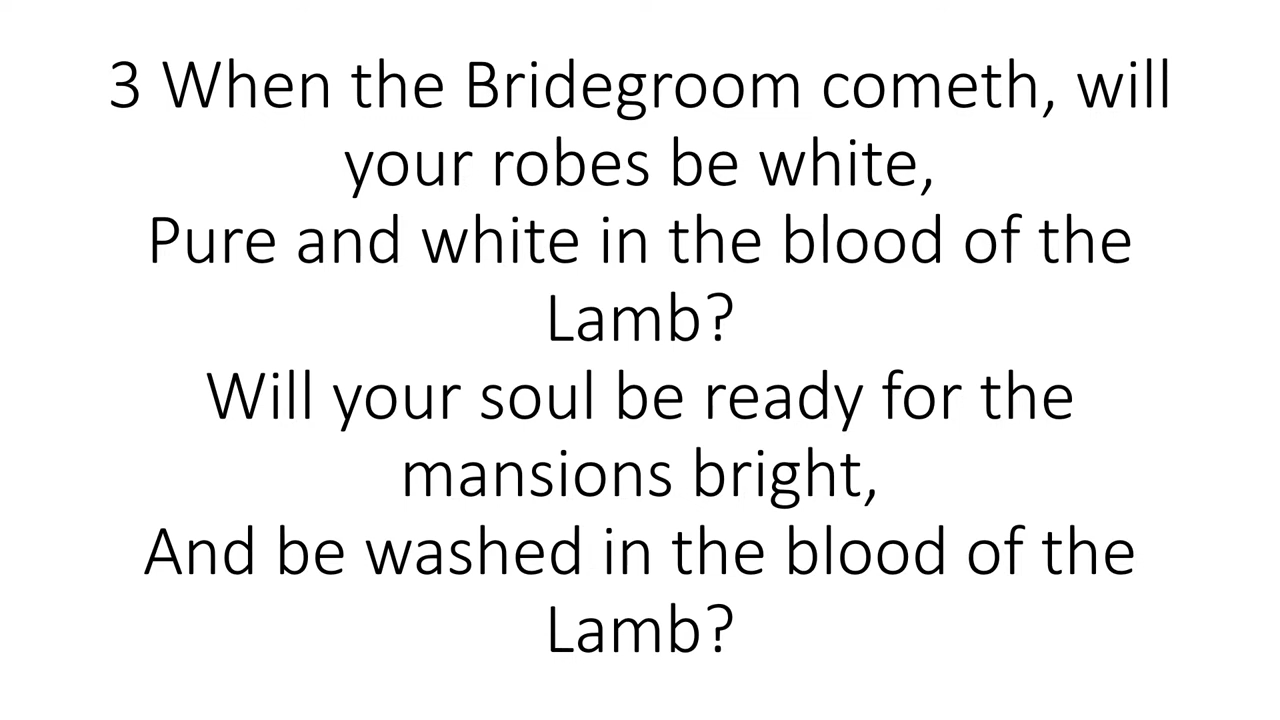 3 When the Bridegroom cometh, will
your robes be white,
Pure and white in the blood of the
Lamb?
Will your soul be ready for the
mansions bright,
And be washed in the blood of the
Lamb?